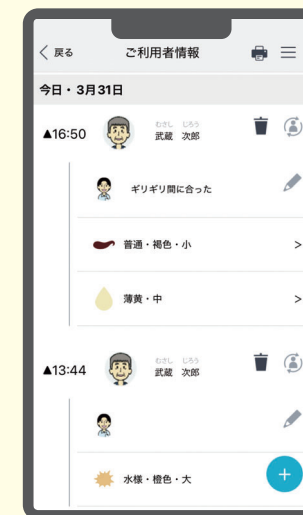 戻る
ご利用者情報
今日・3月31日
▲16:50
むさし じろう
武蔵 次郎
ギリギリ間に合った
普通・褐色・小
薄黄・中
▲13:44
むさし じろう
武蔵 次郎
水様・橙色・大